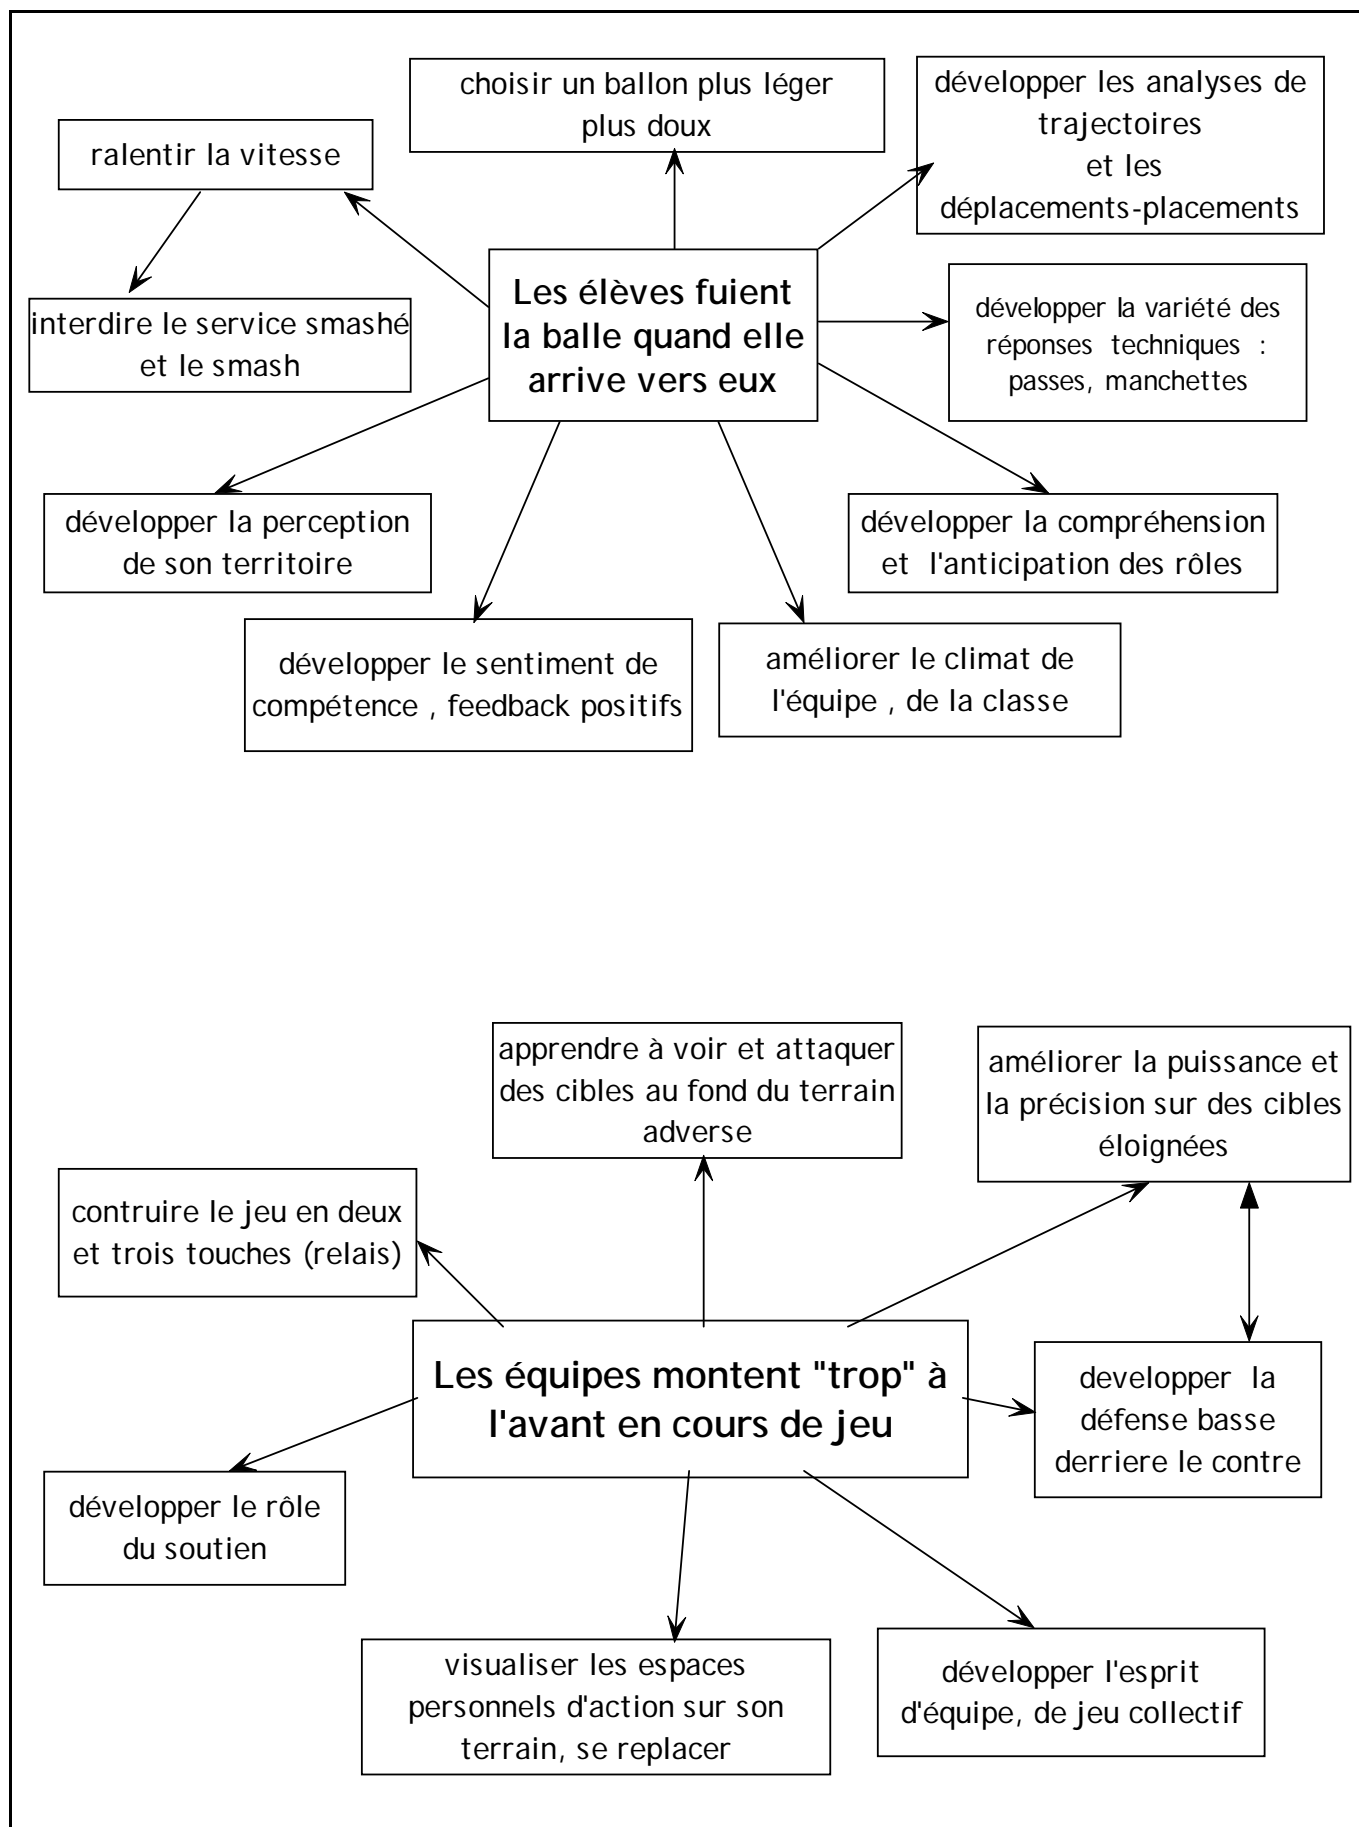 choisir un ballon plus léger
plus doux
développer les analyses de
trajectoires
et les
déplacements-placements
ralentir la vitesse
Les élèves fuient
la balle quand elle
arrive vers eux
développer la variété des
réponses techniques :
passes, manchettes
interdire le service smashé
et le smash
développer la perception
de son territoire
développer la compréhension
et l'anticipation des rôles
développer le sentiment de
compétence , feedback positifs
améliorer le climat de
l'équipe , de la classe
apprendre à voir et attaquer
des cibles au fond du terrain
adverse
améliorer la puissance et
la précision sur des cibles
éloignées
contruire le jeu en deux
et trois touches (relais)
Les équipes montent "trop" à
l'avant en cours de jeu
developper la
défense basse
derriere le contre
développer le rôle
du soutien
visualiser les espaces
personnels d'action sur son
terrain, se replacer
développer l'esprit
d'équipe, de jeu collectif